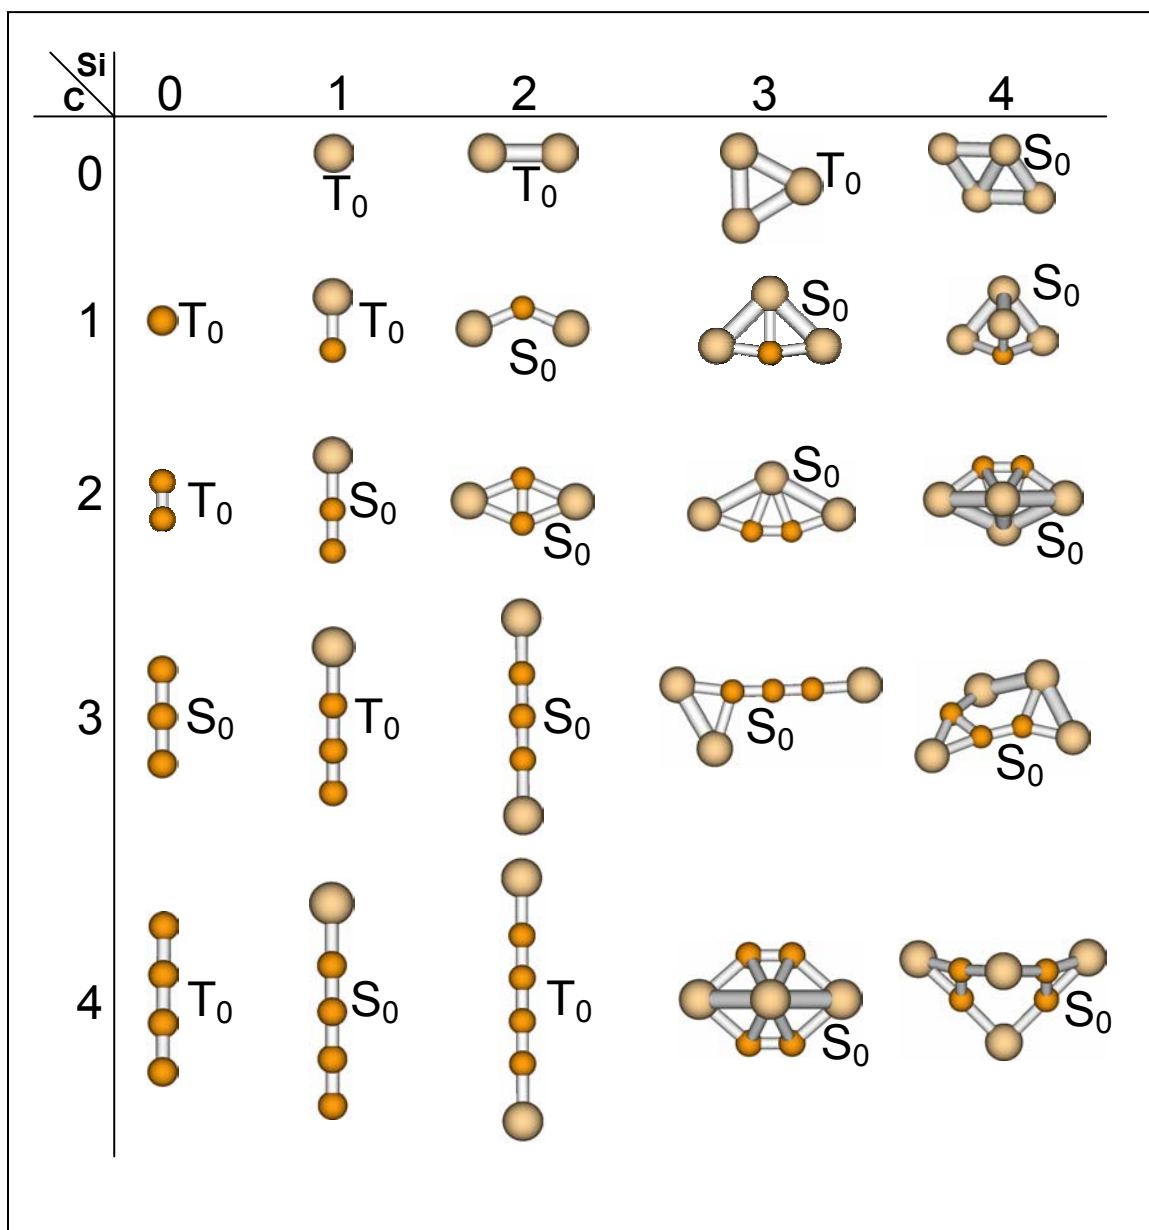 Si
C 0 1 2 3 4
0 T₀ T₀ T₀ S₀
1 T₀ T₀ S₀ S₀ S₀
2 T₀ S₀ S₀ S₀ S₀
3 S₀ T₀ S₀ S₀ S₀
4 T₀ S₀ T₀ S₀ S₀